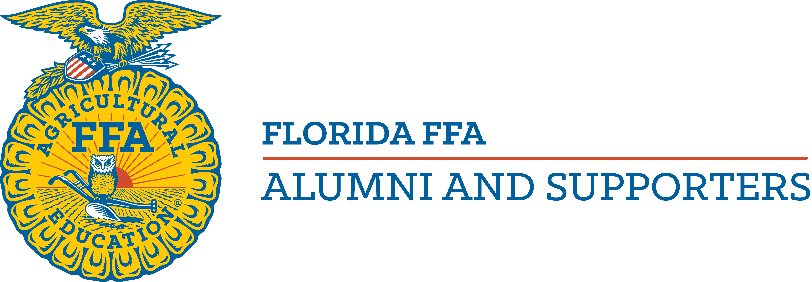 AGRICULTURAL
FFA
EDUCATION®
FLORIDA FFA
ALUMNI AND SUPPORTERS